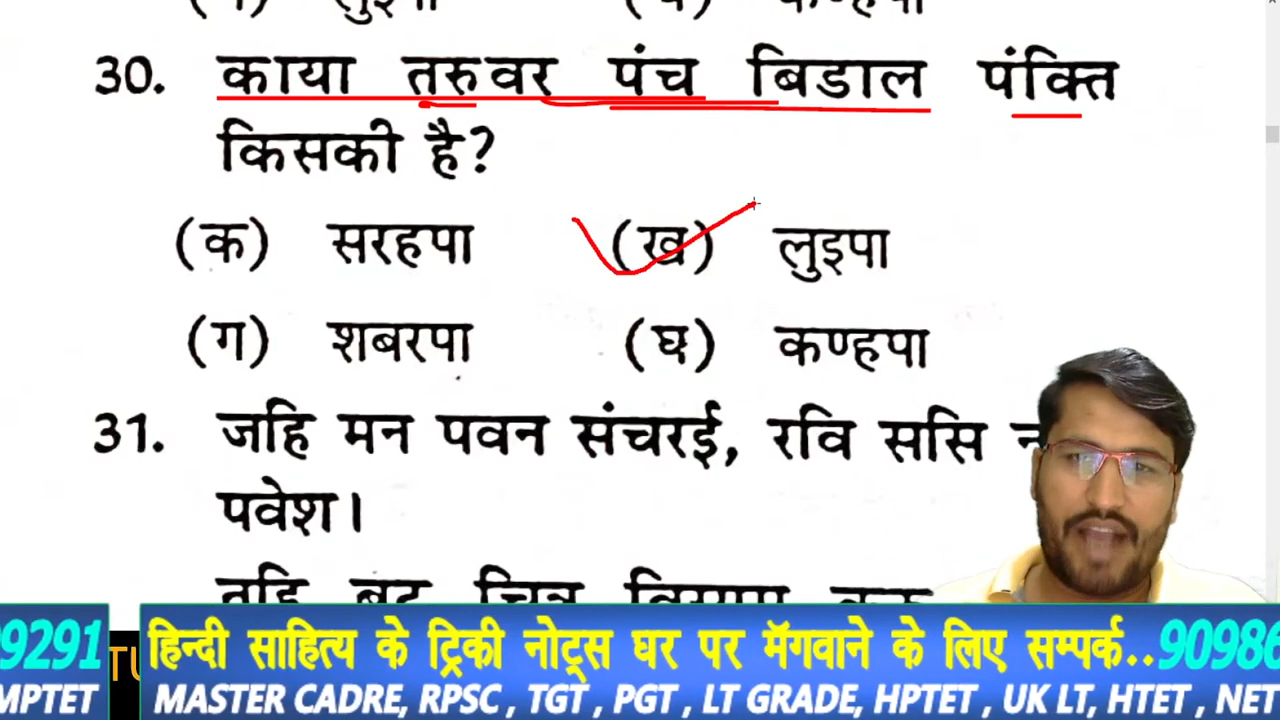 30. काया तरुवर पंच बिडाल पंक्ति
किसकी है?
(क) सरहपा (ख) लुइपा
(ग) शबरपा (घ) कण्हपा
31. जहि मन पवन संचरई, रवि ससि
पवेश।
हिन्दी साहित्य के ट्रिकी नोट्स घर पर मॅगवाने के लिए सम्पर्क..
MASTER CADRE, RPSC , TGT , PGT , LT GRADE, HPTET , UK LT, HTET , NET